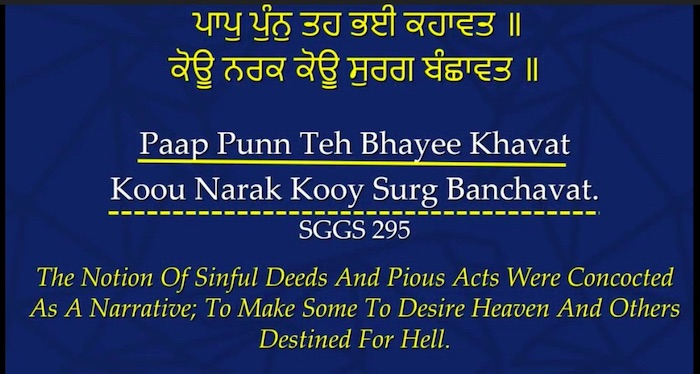 ਪਾਪੁ ਪੁੰਨੁ ਤਹ ਭਈ ਕਹਾਵਤ ॥
ਕੋਊ ਨਰਕ ਕੋਊ ਸੁਰਗ ਬੰਛਾਵਤ ॥
Paap Punn Teh Bhayee Khavat
Koou Narak Kooy Surg Banchavat.
SGGS 295
The Notion Of Sinful Deeds And Pious Acts Were Concocted
As A Narrative; To Make Some To Desire Heaven And Others
Destined For Hell.